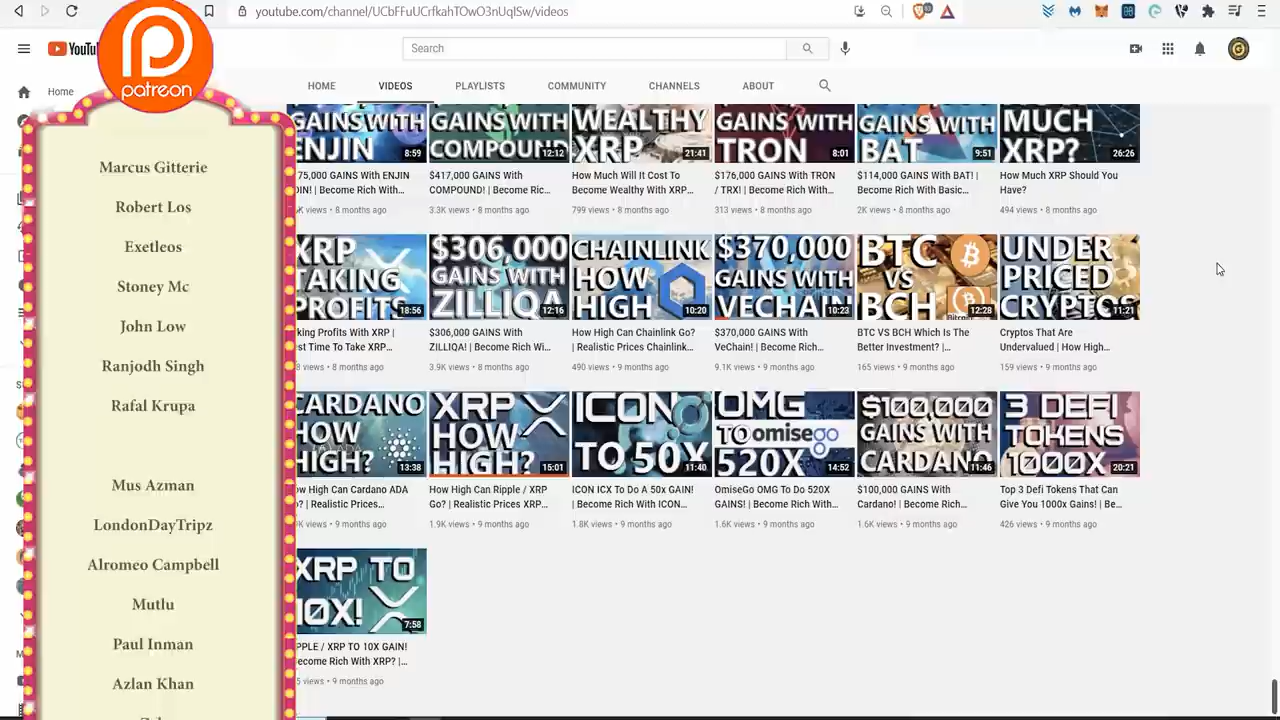 youtube.com/channel/UCbFFuUCrfkahTOwO3nUqISw/videos
Search
Home
patreon
HOME
VIDEOS
PLAYLISTS
COMMUNITY
CHANNELS
ABOUT
Marcus Gitterie
Robert Los
Exetleos
Stoney Mc
John Low
Ranjodh Singh
Rafal Krupa
Mus Azman
LondonDayTripz
Alromeo Campbell
Mutlu
Paul Inman
Azlan Khan
GAINS WITH
ENJIN
8:59
75,000 GAINS With ENJIN
OIN! | Become Rich With...
K views • 8 months ago
GAINS WITH
COMPOUND
12:12
$417,000 GAINS With
COMPOUND! | Become Ric...
3.3K views • 8 months ago
WEALTHY
XRP
21:41
How Much Will It Cost To
Become Wealthy With XRP...
799 views • 8 months ago
GAINS WITH
TRON
8:01
$176,000 GAINS With TRON
/ TRX! | Become Rich With...
313 views • 8 months ago
GAINS WITH
BAT
9:51
$114,000 GAINS With BAT! |
Become Rich With Basic...
2K views • 8 months ago
MUCH
XRP?
26:26
How Much XRP Should You
Have?
494 views • 8 months ago
XRP
TAKING
PROFITS
18:56
king Profits With XRP |
st Time To Take XRP...
8 views • 8 months ago
$306,000
GAINS WITH
ZILLIQA
12:16
$306,000 GAINS With
ZILLIQA! | Become Rich Wi...
3.9K views • 8 months ago
CHAINLINK
HOW
HIGH
10:20
How High Can Chainlink Go?
| Realistic Prices Chainlink...
490 views • 9 months ago
$370,000
GAINS WITH
VECHAIN
10:23
$370,000 GAINS With
VeChain! | Become Rich...
9.1K views • 9 months ago
BTC
VS
BCH
12:28
BTC VS BCH Which Is The
Better Investment? |...
165 views • 9 months ago
UNDER
PRICED
CRYPTOS
11:21
Cryptos That Are
Undervalued | How High...
159 views • 9 months ago
CARDANO
HOW
HIGH?
13:38
ow High Can Cardano ADA
? | Realistic Prices...
K views • 9 months ago
XRP
HOW
HIGH?
15:01
How High Can Ripple / XRP
Go? | Realistic Prices XRP...
1.9K views • 9 months ago
ICON
TO 50X
11:40
ICON ICX To Do A 50x GAIN!
| Become Rich With ICON...
1.8K views • 9 months ago
OMG
TO omisego
520X
14:52
OmiseGo OMG To Do 520X
GAINS! | Become Rich With...
1.6K views • 9 months ago
$100,000
GAINS WITH
CARDANO
11:46
$100,000 GAINS With
Cardano! | Become Rich With...
1.6K views • 9 months ago
3 DEFI
TOKENS
1000X
20:21
Top 3 Defi Tokens That Can
Give You 1000x Gains! | Be...
426 views • 9 months ago
XRP TO
10X!
7:58
PPLE / XRP TO 10X GAIN!
ecome Rich With XRP? |...
5 views • 9 months ago